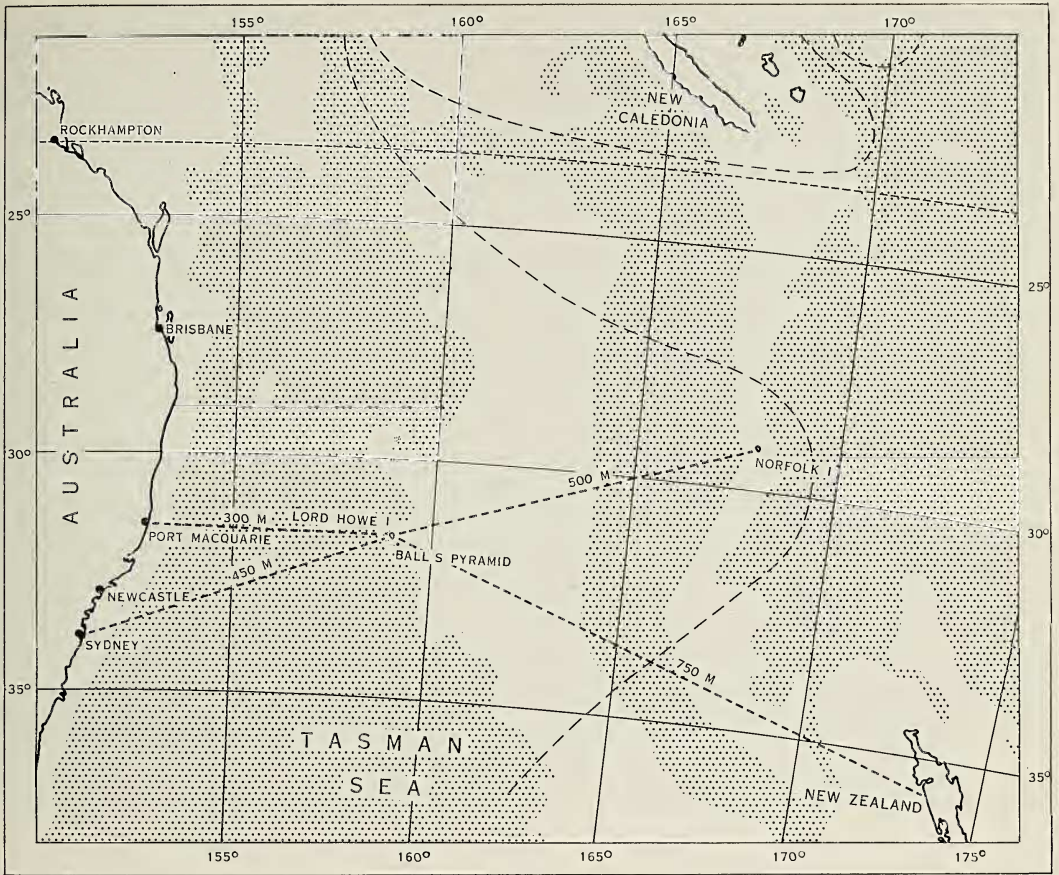 155° 160° 165° 170°
NEW
CALEDONIA
ROCKHAMPTON
25°
25°
AUSTRALIA
BRISBANE
30°
500 M
NORFOLK I
300 M LORD HOWE I
PORT MACQUARIE
30°
BALL S PYRAMID
450 M
NEWCASTLE
SYDNEY
750 M
35°
TASMAN
SEA
NEW ZEALAND
35°
155° 160° 165° 170° 175°